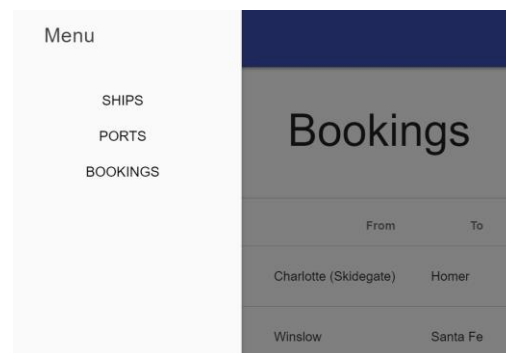 Menu
SHIPS
PORTS
BOOKINGS
Bookings
From To
Charlotte (Skidegate) Homer
Winslow Santa Fe